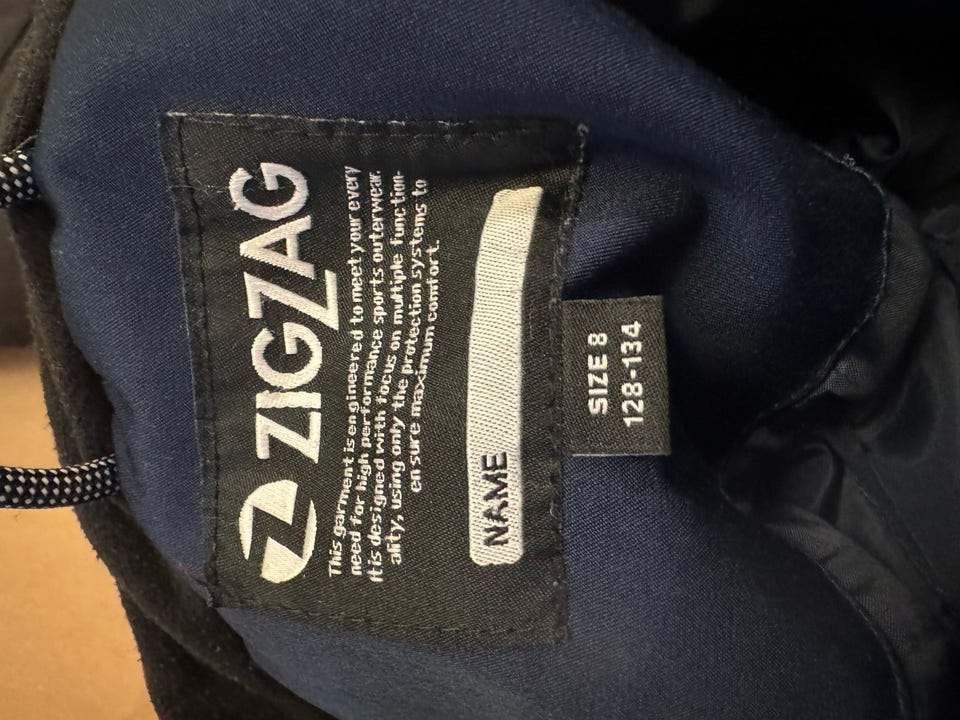 ZIGZAG
This garment is engineered to meet your every
need for high performance sports outerwear.
It is designed with focus on multiple function-
ality, using only the protection systems to
ensure maximum comfort.
NAME
SIZE 8
128-134